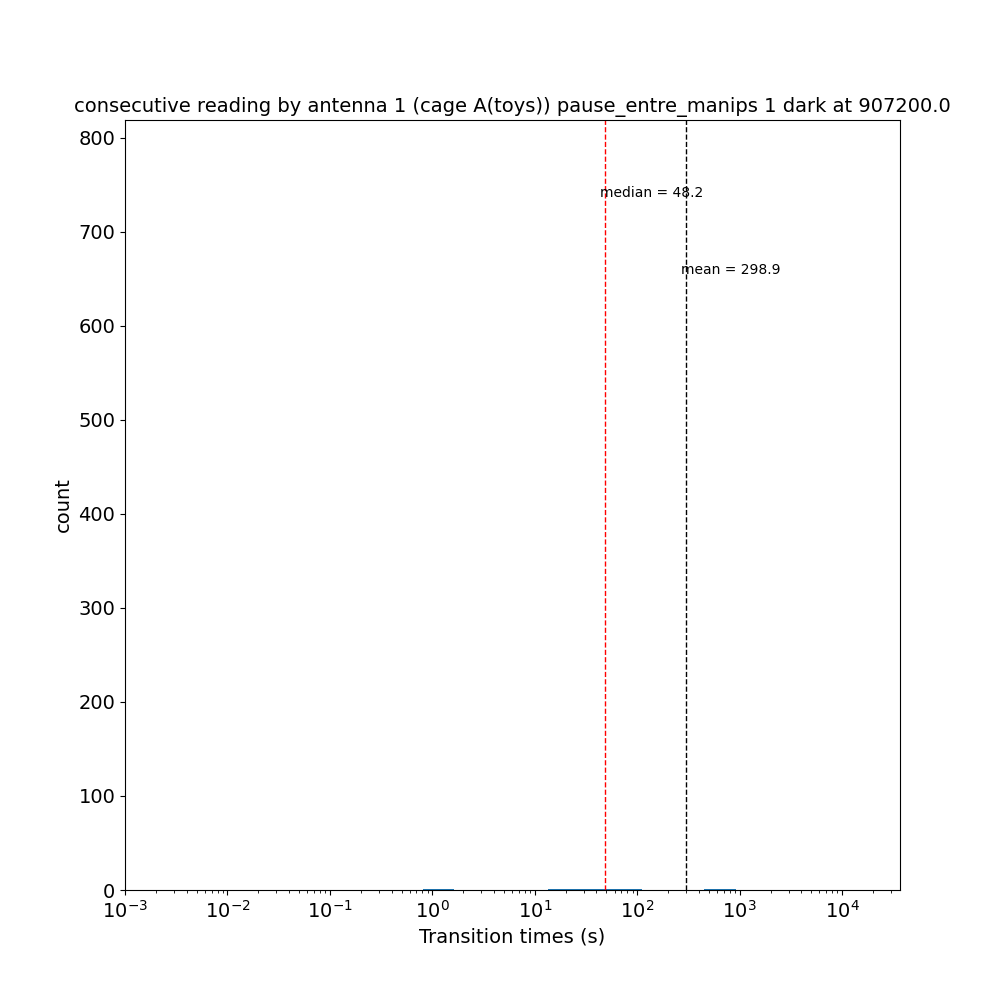 consecutive reading by antenna 1 (cage A(toys)) pause_entre_manips 1 dark at 907200.0
800
median = 48.2
700
mean = 298.9
600
500
400
count
300
200
100
0
10⁻³ 10⁻² 10⁻¹ 10⁰ 10¹ 10² 10³ 10⁴
Transition times (s)